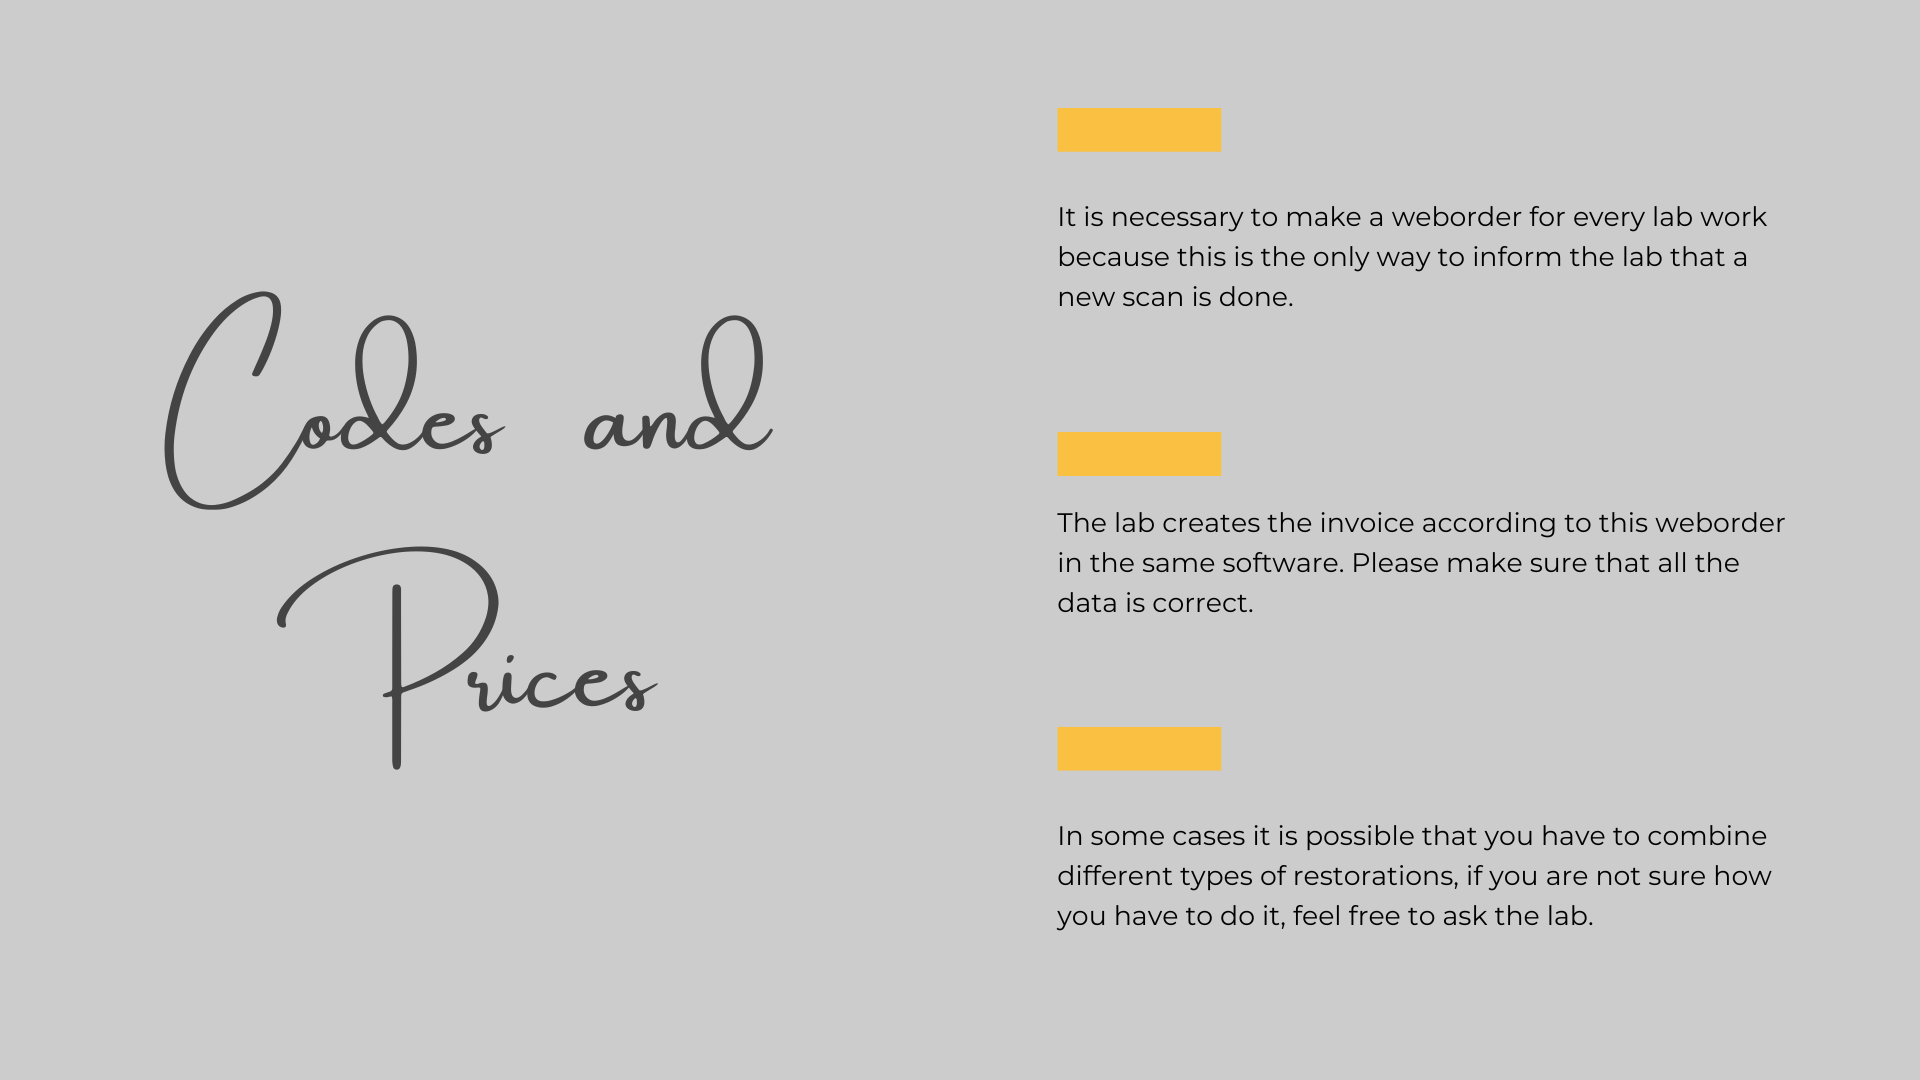 Codes and
Prices
It is necessary to make a weborder for every lab work
because this is the only way to inform the lab that a
new scan is done.
The lab creates the invoice according to this weborder
in the same software. Please make sure that all the
data is correct.
In some cases it is possible that you have to combine
different types of restorations, if you are not sure how
you have to do it, feel free to ask the lab.